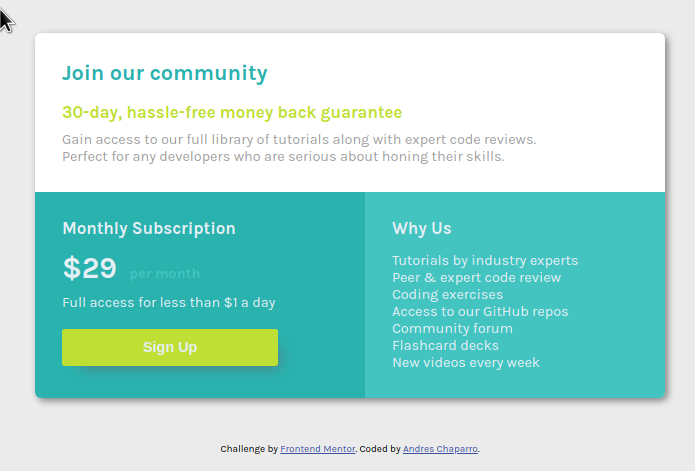 Join our community
30-day, hassle-free money back guarantee
Gain access to our full library of tutorials along with expert code reviews.
Perfect for any developers who are serious about honing their skills.
Monthly Subscription
$29 per month
Full access for less than $1 a day
Sign Up
Why Us
Tutorials by industry experts
Peer & expert code review
Coding exercises
Access to our GitHub repos
Community forum
Flashcard decks
New videos every week
Challenge by Frontend Mentor. Coded by Andres Chaparro.